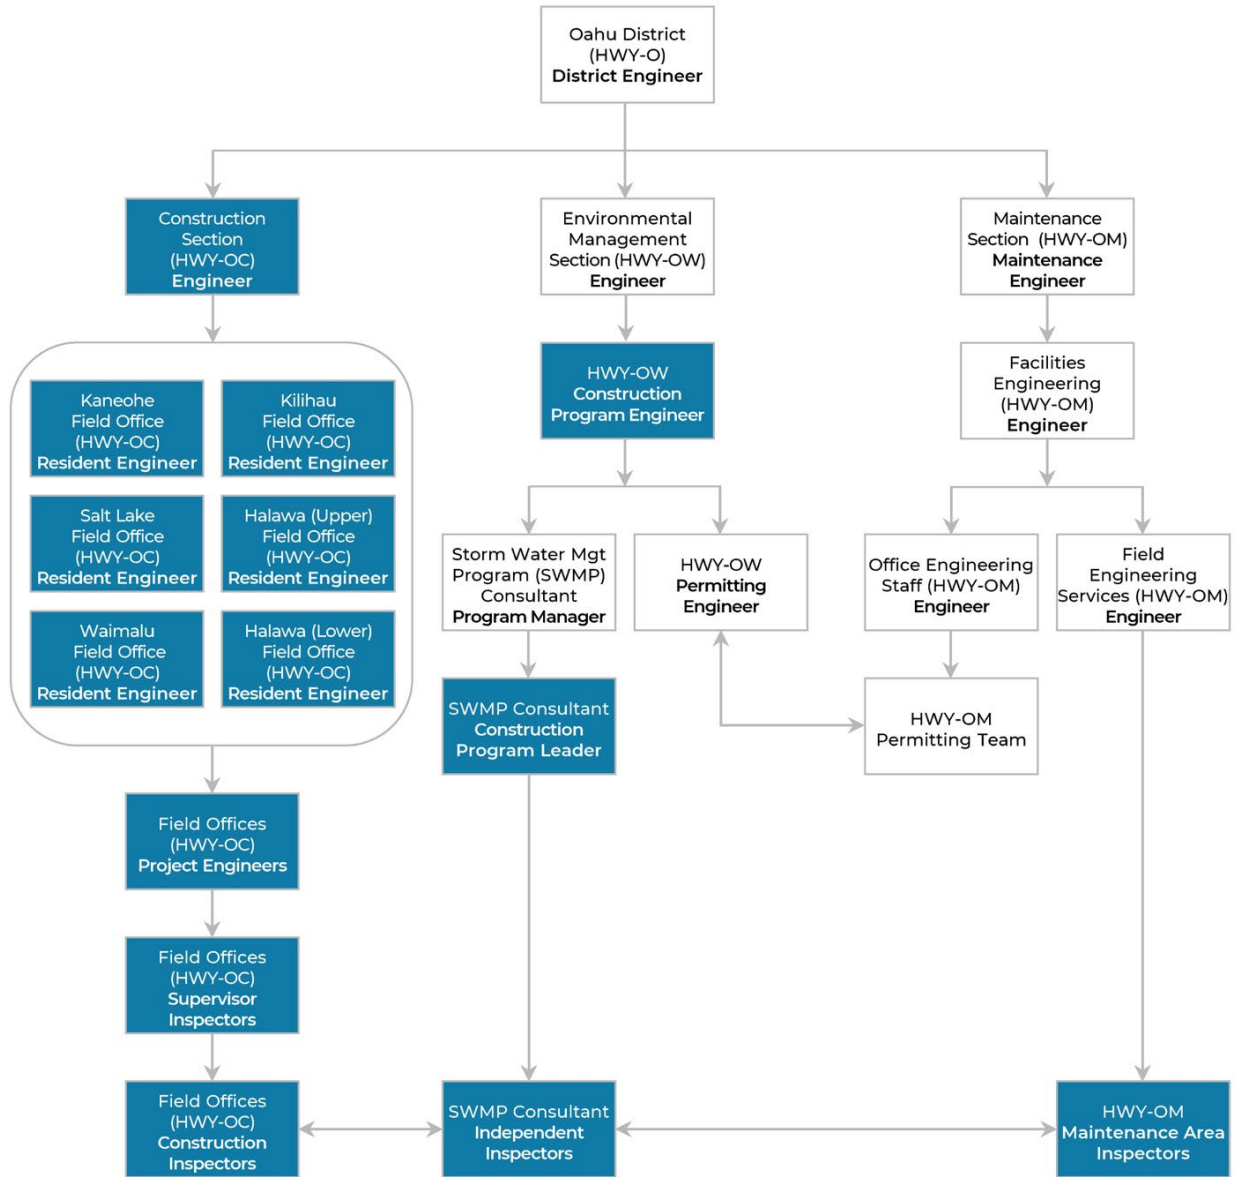 Oahu District
(HWY-O)
District Engineer
Construction
Section
(HWY-OC)
Engineer
Environmental
Management
Section (HWY-OW)
Engineer
Maintenance
Section (HWY-OM)
Maintenance
Engineer
Kaneohe
Field Office
(HWY-OC)
Resident Engineer
Kilihau
Field Office
(HWY-OC)
Resident Engineer
Salt Lake
Field Office
(HWY-OC)
Resident Engineer
Halawa (Upper)
Field Office
(HWY-OC)
Resident Engineer
Waimalu
Field Office
(HWY-OC)
Resident Engineer
Halawa (Lower)
Field Office
(HWY-OC)
Resident Engineer
HWY-OW
Construction
Program Engineer
Facilities
Engineering
(HWY-OM)
Engineer
Storm Water Mgt
Program (SWMP)
Consultant
Program Manager
HWY-OW
Permitting
Engineer
Office Engineering
Staff (HWY-OM)
Engineer
Field
Engineering
Services (HWY-OM)
Engineer
SWMP Consultant
Construction
Program Leader
HWY-OM
Permitting Team
Field Offices
(HWY-OC)
Project Engineers
Field Offices
(HWY-OC)
Supervisor
Inspectors
Field Offices
(HWY-OC)
Construction
Inspectors
SWMP Consultant
Independent
Inspectors
HWY-OM
Maintenance Area
Inspectors